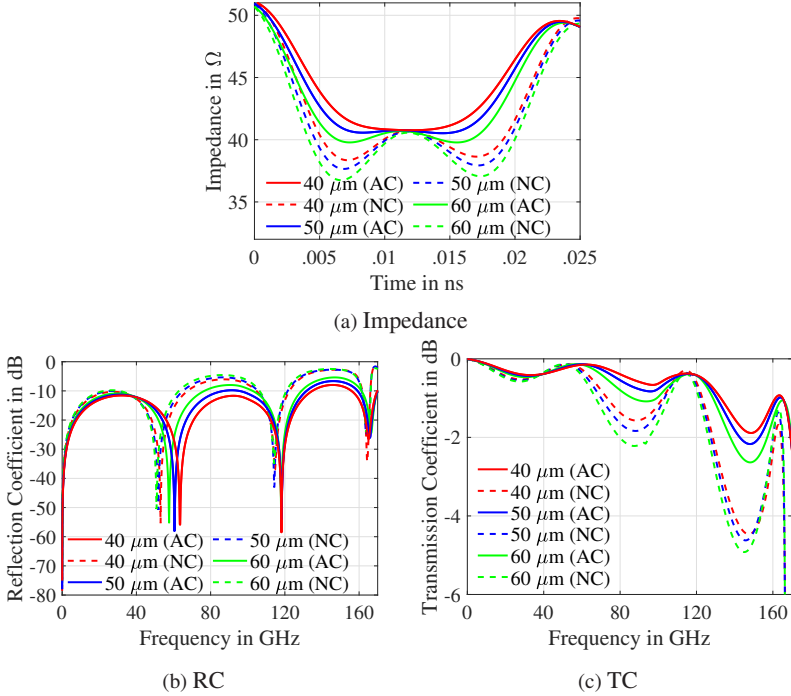 Impedance in Ω
50
45
40
35
40 μm (AC)
40 μm (NC)
50 μm (AC)
50 μm (NC)
60 μm (AC)
60 μm (NC)
0
.005
.01
.015
.02
.025
Time in ns
(a) Impedance
Reflection Coefficient in dB
0
-10
-20
-30
-40
-50
-60
-70
-80
40 μm (AC)
40 μm (NC)
50 μm (AC)
50 μm (NC)
60 μm (AC)
60 μm (NC)
0
40
80
120
160
Frequency in GHz
(b) RC
Transmission Coefficient in dB
0
-2
-4
-6
40 μm (AC)
40 μm (NC)
50 μm (AC)
50 μm (NC)
60 μm (AC)
60 μm (NC)
0
40
80
120
160
Frequency in GHz
(c) TC